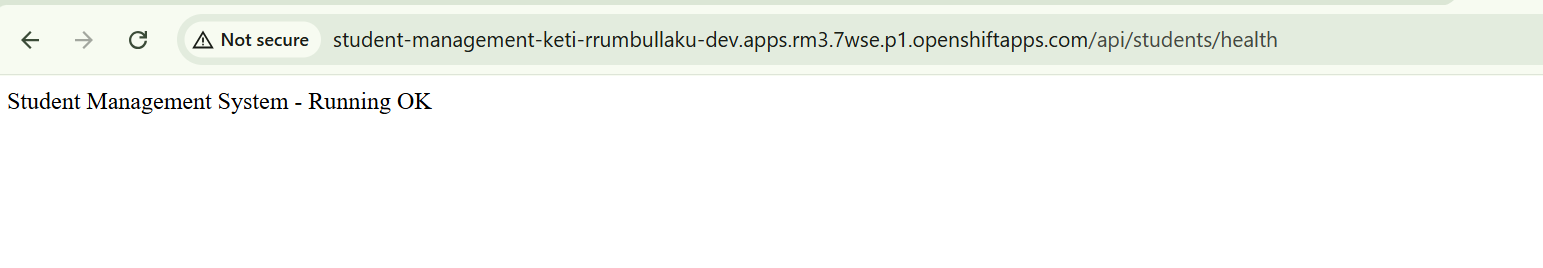 Not secure student-management-keti-rrumbullaku-dev.apps.rm3.7wse.p1.openshiftapps.com/api/students/health
Student Management System - Running OK